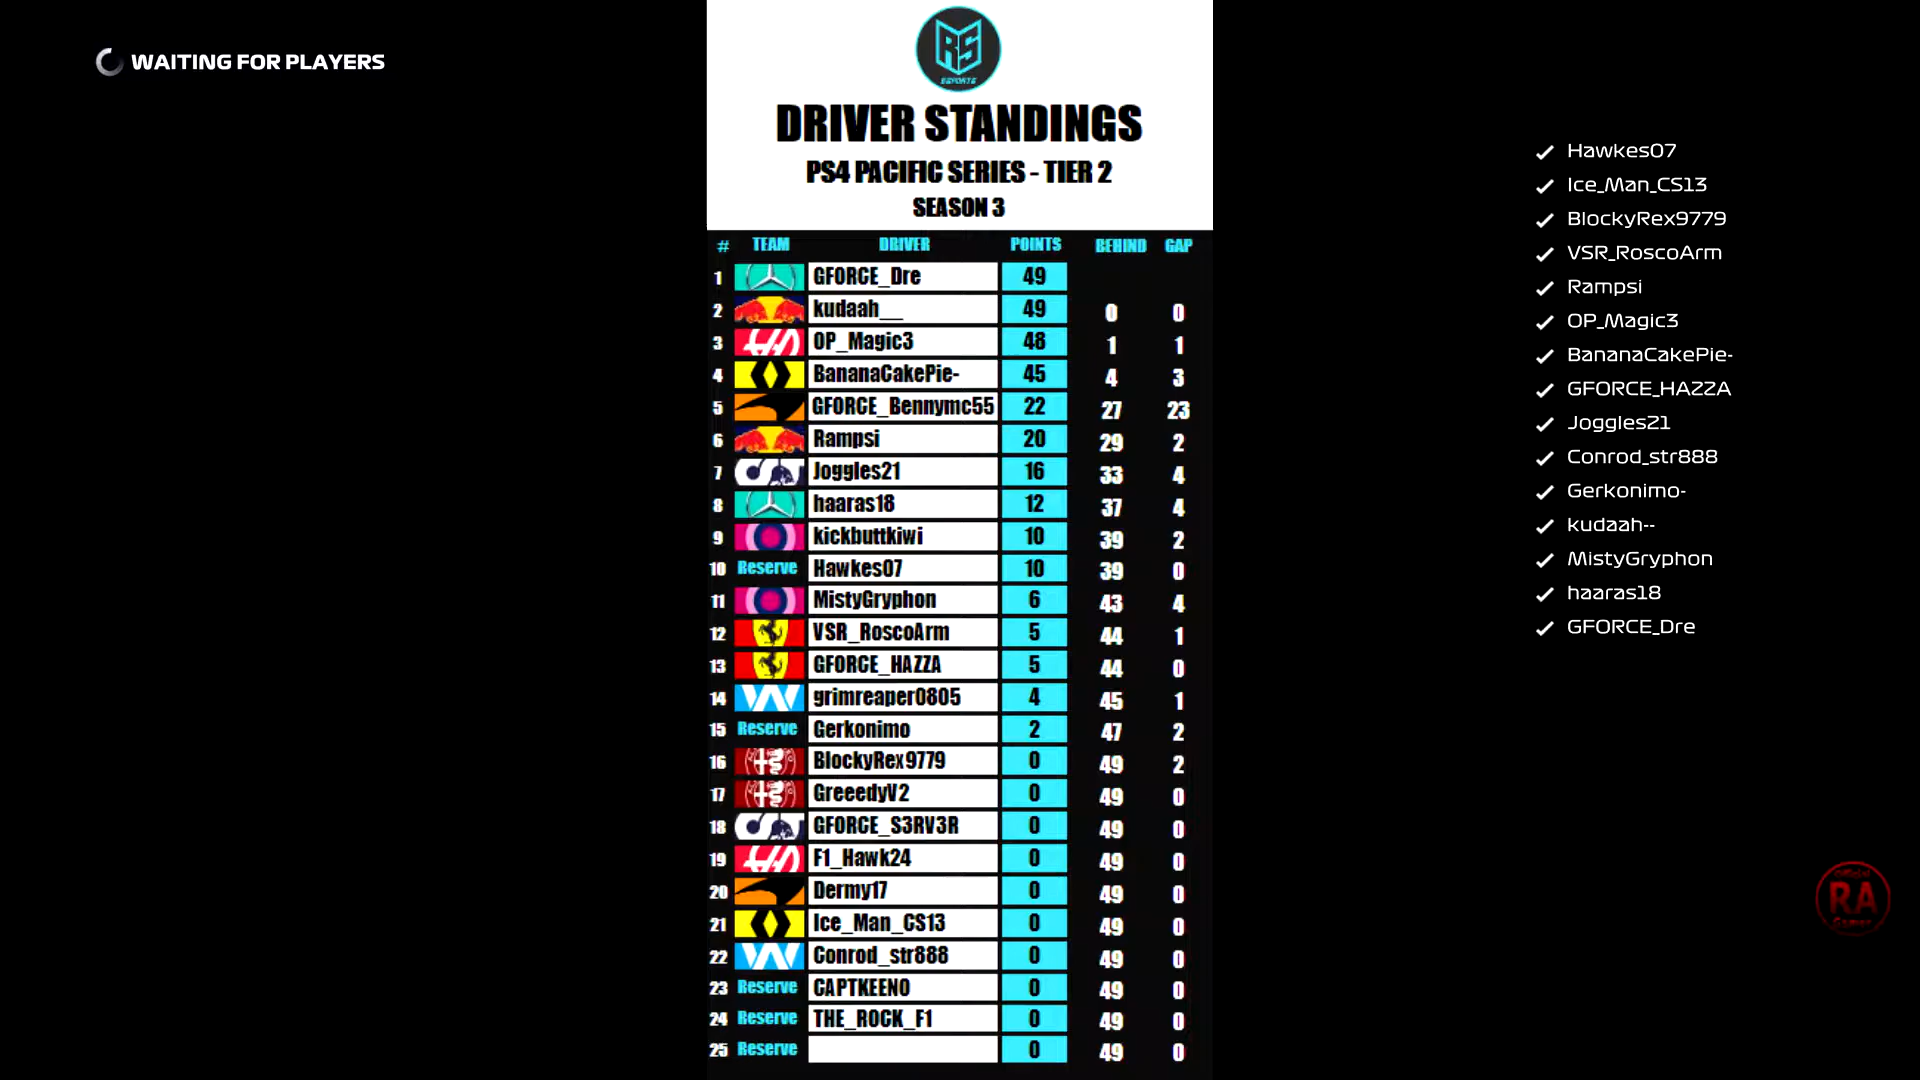 WAITING FOR PLAYERS
RS
ESPORTS
DRIVER STANDINGS
PS4 PACIFIC SERIES - TIER 2
SEASON 3
# TEAM DRIVER POINTS BEHIND GAP
1 GFORCE_Dre 49
2 kudaah__ 49 0 0
3 OP_Magic3 48 1 1
4 BananaCakePie- 45 4 3
5 GFORCE_Bennymc55 22 27 23
6 Rampsi 20 29 2
7 Joggles21 16 33 4
8 haaras18 12 37 4
9 kickbuttkiwi 10 39 2
10 Reserve Hawkes07 10 39 0
11 MistyGryphon 6 43 4
12 VSR_RoscoArm 5 44 1
13 GFORCE_HAZZA 5 44 0
14 grimreaper0805 4 45 1
15 Reserve Gerkonimo 2 47 2
16 BlockyRex9779 0 49 2
17 GreeedyV2 0 49 0
18 GFORCE_S3RV3R 0 49 0
19 F1_Hawk24 0 49 0
20 Dermy17 0 49 0
21 Ice_Man_CS13 0 49 0
22 Conrod_str888 0 49 0
23 Reserve CAPTKEENO 0 49 0
24 Reserve THE_ROCK_F1 0 49 0
25 Reserve 0 49 0
Hawkes07
Ice_Man_CS13
BlockyRex9779
VSR_RoscoArm
Rampsi
OP_Magic3
BananaCakePie-
GFORCE_HAZZA
Joggles21
Conrod_str888
Gerkonimo-
kudaah--
MistyGryphon
haaras18
GFORCE_Dre
RA